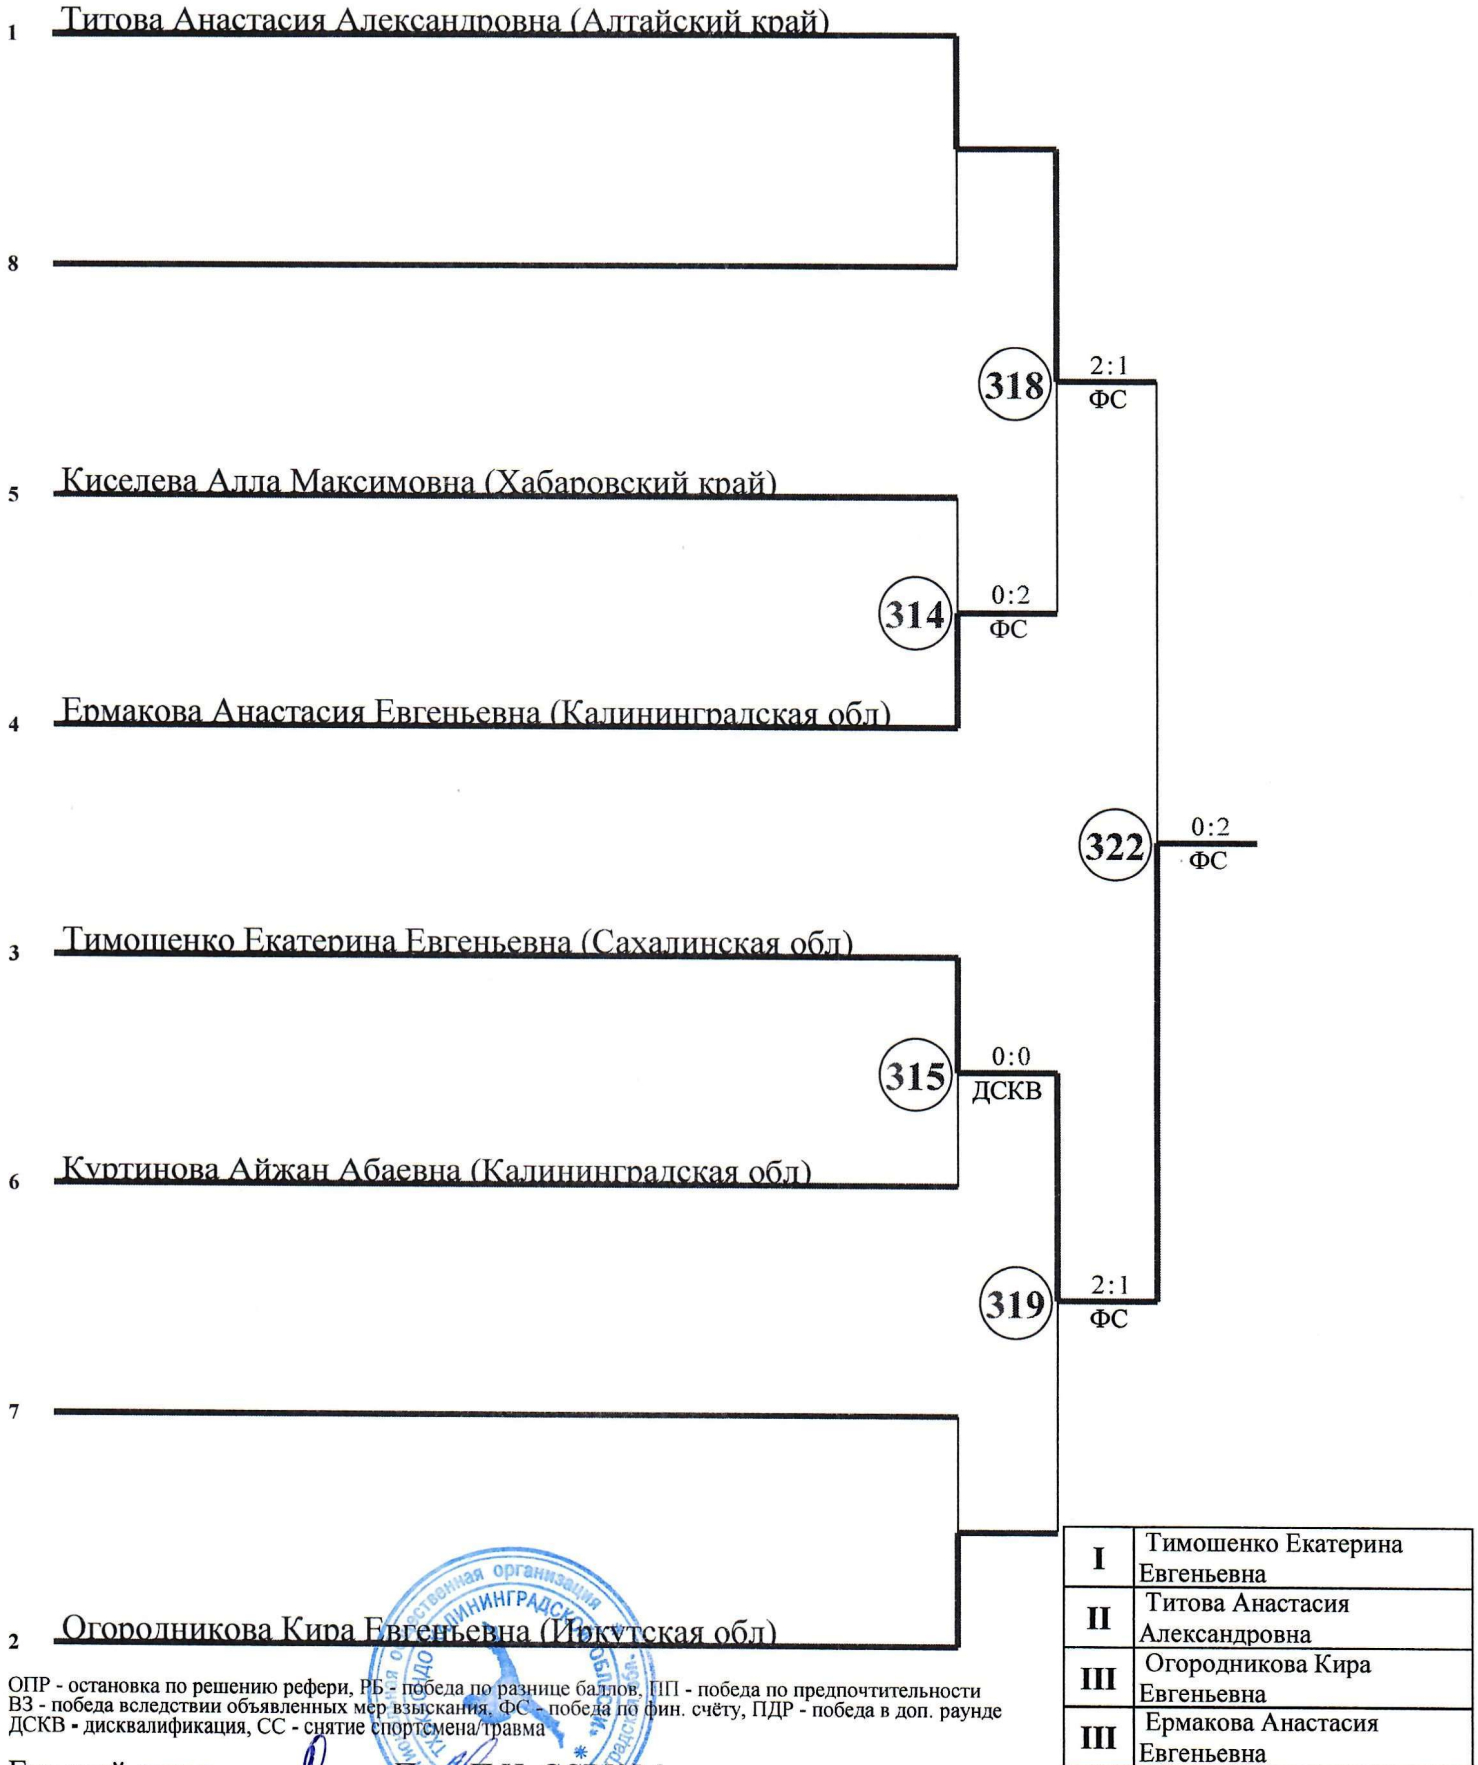 1 Титова Анастасия Александровна (Алтайский край)
8
318 2:1
ФС
5 Киселева Алла Максимовна (Хабаровский край)
314 0:2
ФС
4 Ермакова Анастасия Евгеньевна (Калининградская обл)
322 0:2
ФС
3 Тимошенко Екатерина Евгеньевна (Сахалинская обл)
315 0:0
ДСКВ
6 Куртинова Айжан Абаевна (Калининградская обл)
319 2:1
ФС
7
2 Огородникова Кира Евгеньевна (Иркутская обл)
I Тимошенко Екатерина
Евгеньевна
II Титова Анастасия
Александровна
III Огородникова Кира
Евгеньевна
III Ермакова Анастасия
Евгеньевна
общественная организация
КАЛИНИНГРАДСКОЙ ОБЛАСТИ
ОПР - остановка по решению рефери, РБ - победа по разнице баллов, ПП - победа по предпочтительности
ВЗ - победа вследствии объявленных мер взыскания, ФС - победа по фин. счёту, ПДР - победа в доп. раунде
ДСКВ - дисквалификация, СС - снятие спортсмена/травма